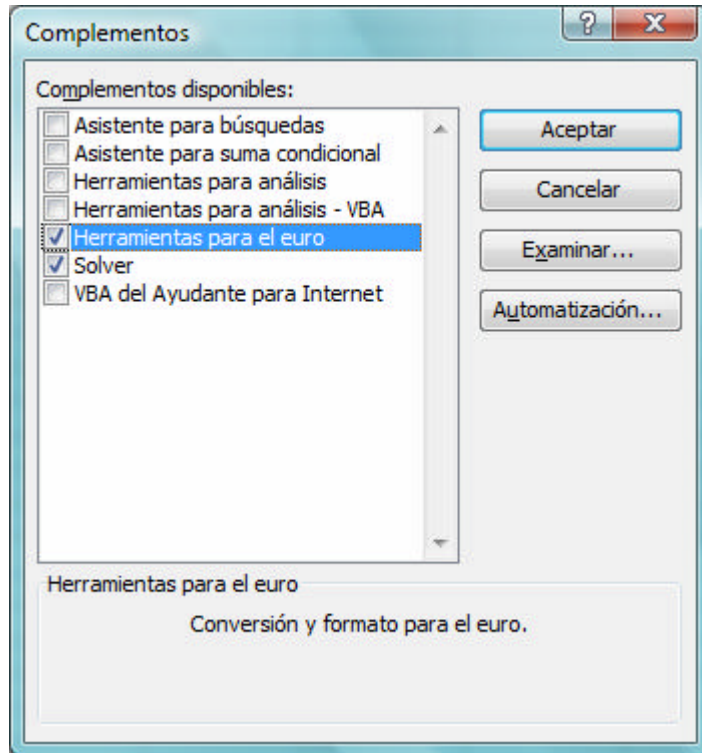 Complementos
Complementos disponibles:
Asistente para búsquedas
Asistente para suma condicional
Herramientas para análisis
Herramientas para análisis - VBA
Herramientas para el euro
Solver
VBA del Ayudante para Internet
Aceptar
Cancelar
Examinar...
Automatización...
Herramientas para el euro
Conversión y formato para el euro.